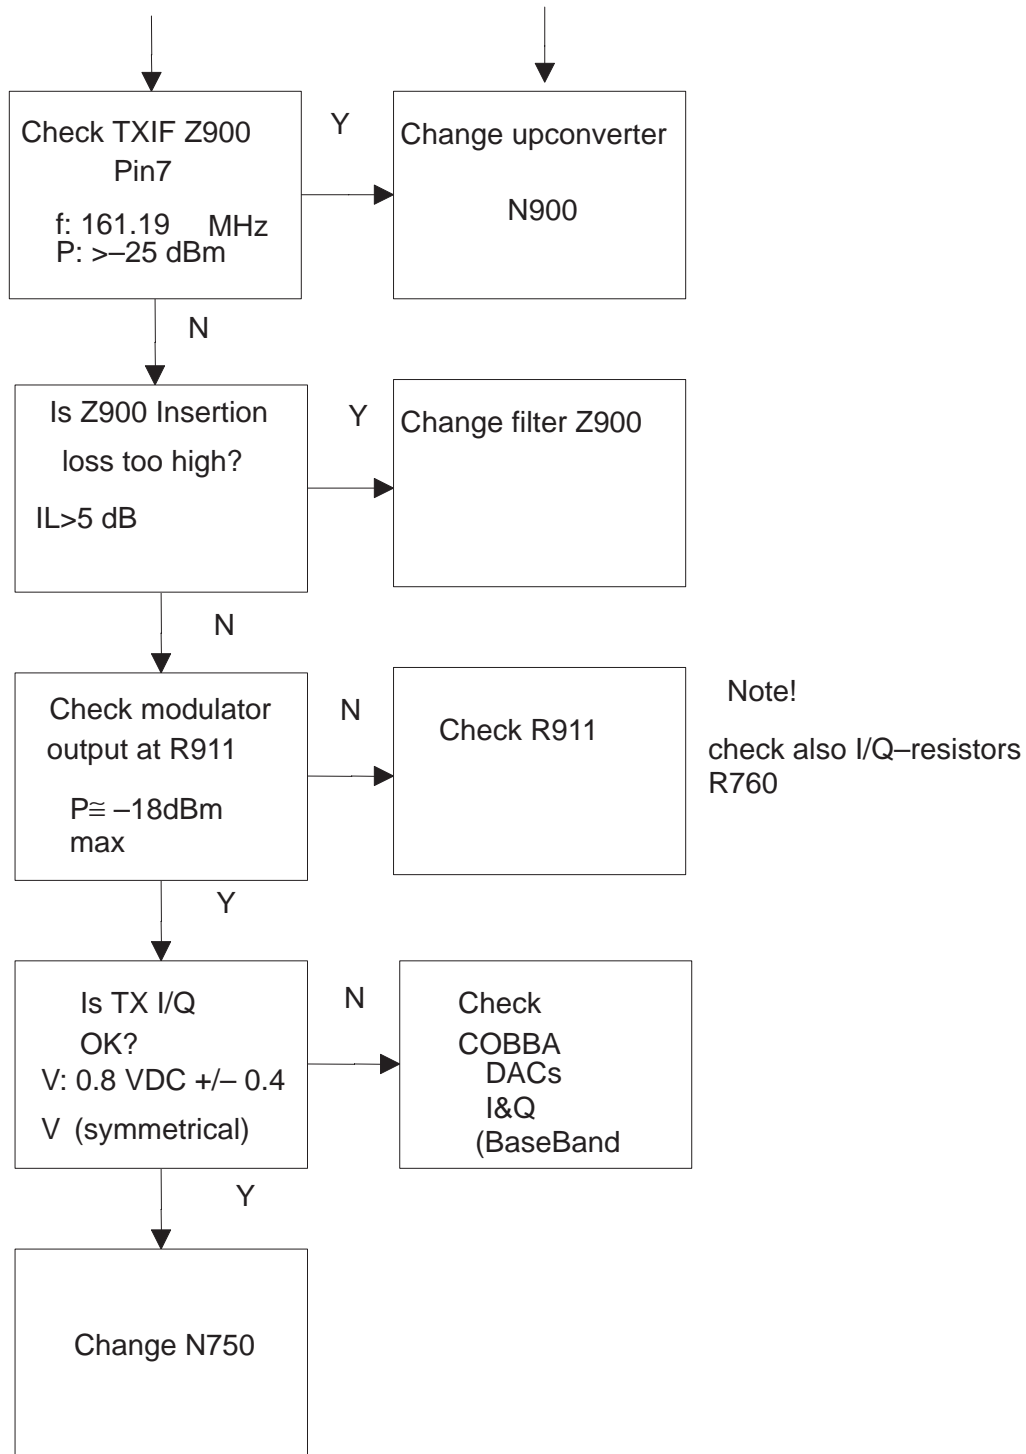 Check TXIF Z900
Pin7
f: 161.19 MHz
P: >–25 dBm
Y
Change upconverter
N900
N
Is Z900 Insertion
loss too high?
IL>5 dB
Y
Change filter Z900
N
Check modulator
output at R911
P≅ –18dBm
max
N
Check R911
Note!
check also I/Q–resistors
R760
Y
Is TX I/Q
OK?
V: 0.8 VDC +/– 0.4
V (symmetrical)
N
Check
COBBA
DACs
I&Q
(BaseBand
Y
Change N750